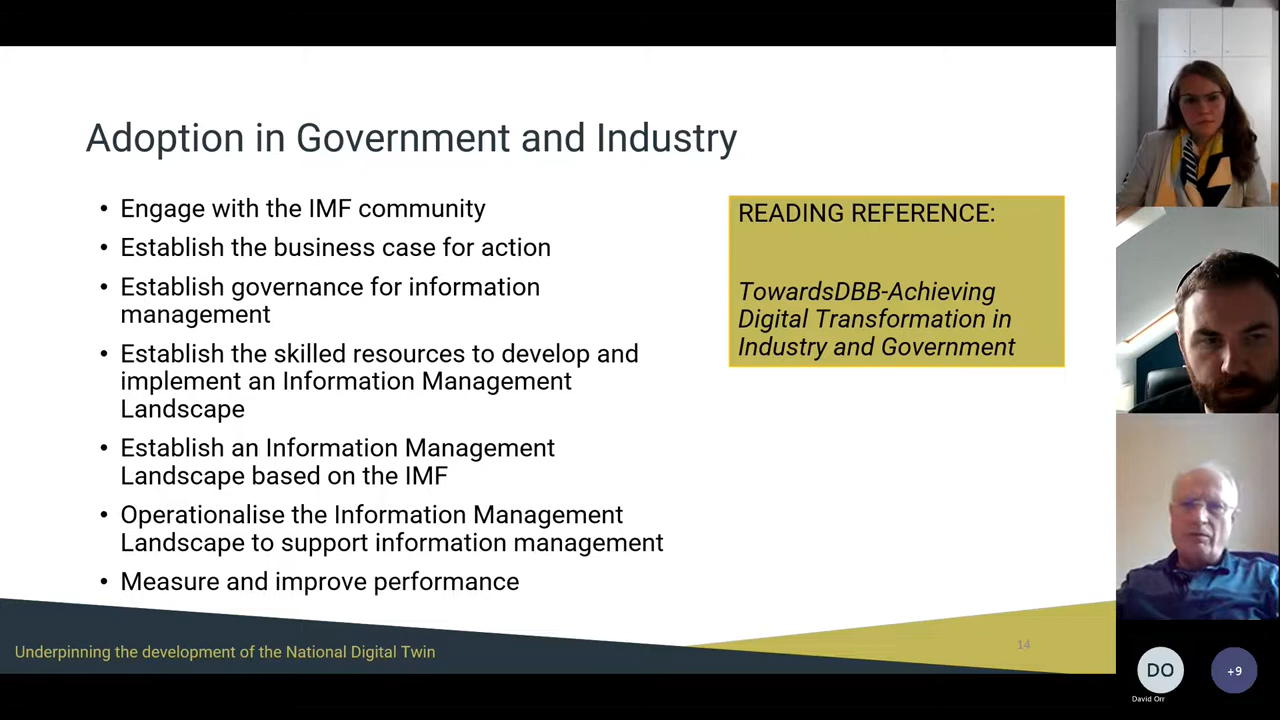 Adoption in Government and Industry
• Engage with the IMF community
• Establish the business case for action
• Establish governance for information
management
• Establish the skilled resources to develop and
implement an Information Management
Landscape
• Establish an Information Management
Landscape based on the IMF
• Operationalise the Information Management
Landscape to support information management
• Measure and improve performance
READING REFERENCE:
TowardsDBB-Achieving
Digital Transformation in
Industry and Government
Underpinning the development of the National Digital Twin
14
DO
David Orr
+9